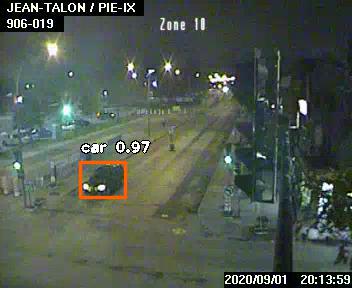 JEAN-TALON / PIE-IX
906-019
Zone 10
car 0.97
2020/09/01 20:13:59